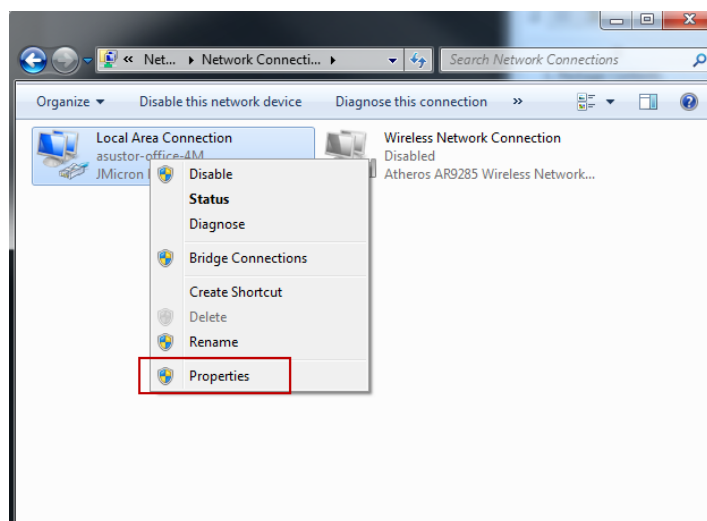 « Net... Network Connecti...
Search Network Connections
Organize Disable this network device Diagnose this connection »
Local Area Connection
asustor-office-4M
JMicron
Wireless Network Connection
Disabled
Atheros AR9285 Wireless Network...
Disable
Status
Diagnose
Bridge Connections
Create Shortcut
Delete
Rename
Properties